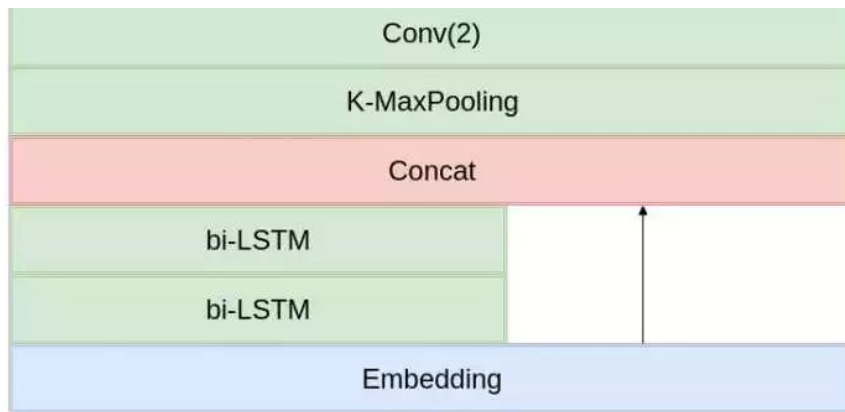 Conv(2)
K-MaxPooling
Concat
bi-LSTM
bi-LSTM
Embedding